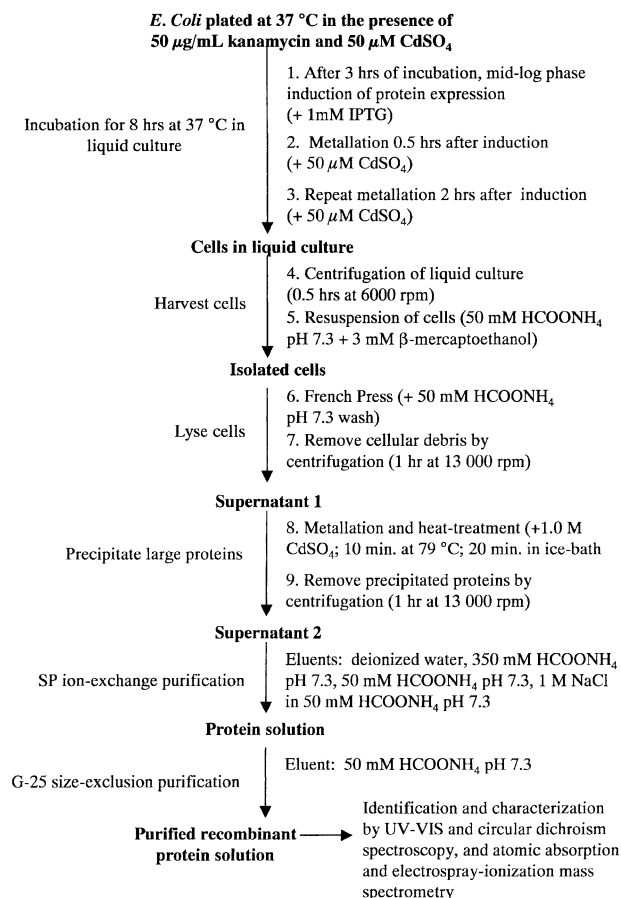 E. Coli plated at 37 °C in the presence of
50 μg/mL kanamycin and 50 μM CdSO₄
Incubation for 8 hrs at 37 °C in
liquid culture
1. After 3 hrs of incubation, mid-log phase
induction of protein expression
(+ 1mM IPTG)
2. Metallation 0.5 hrs after induction
(+ 50 μM CdSO₄)
3. Repeat metallation 2 hrs after induction
(+ 50 μM CdSO₄)
Cells in liquid culture
Harvest cells
4. Centrifugation of liquid culture
(0.5 hrs at 6000 rpm)
5. Resuspension of cells (50 mM HCOONH₄
pH 7.3 + 3 mM β-mercaptoethanol)
Isolated cells
Lyse cells
6. French Press (+ 50 mM HCOONH₄
pH 7.3 wash)
7. Remove cellular debris by
centrifugation (1 hr at 13 000 rpm)
Supernatant 1
Precipitate large proteins
8. Metallation and heat-treatment (+1.0 M
CdSO₄; 10 min. at 79 °C; 20 min. in ice-bath
9. Remove precipitated proteins by
centrifugation (1 hr at 13 000 rpm)
Supernatant 2
SP ion-exchange purification
Eluents: deionized water, 350 mM HCOONH₄
pH 7.3, 50 mM HCOONH₄ pH 7.3, 1 M NaCl
in 50 mM HCOONH₄ pH 7.3
Protein solution
G-25 size-exclusion purification
Eluent: 50 mM HCOONH₄ pH 7.3
Purified recombinant
protein solution
Identification and characterization
by UV-VIS and circular dichroism
spectroscopy, and atomic absorption
and electrospray-ionization mass
spectrometry